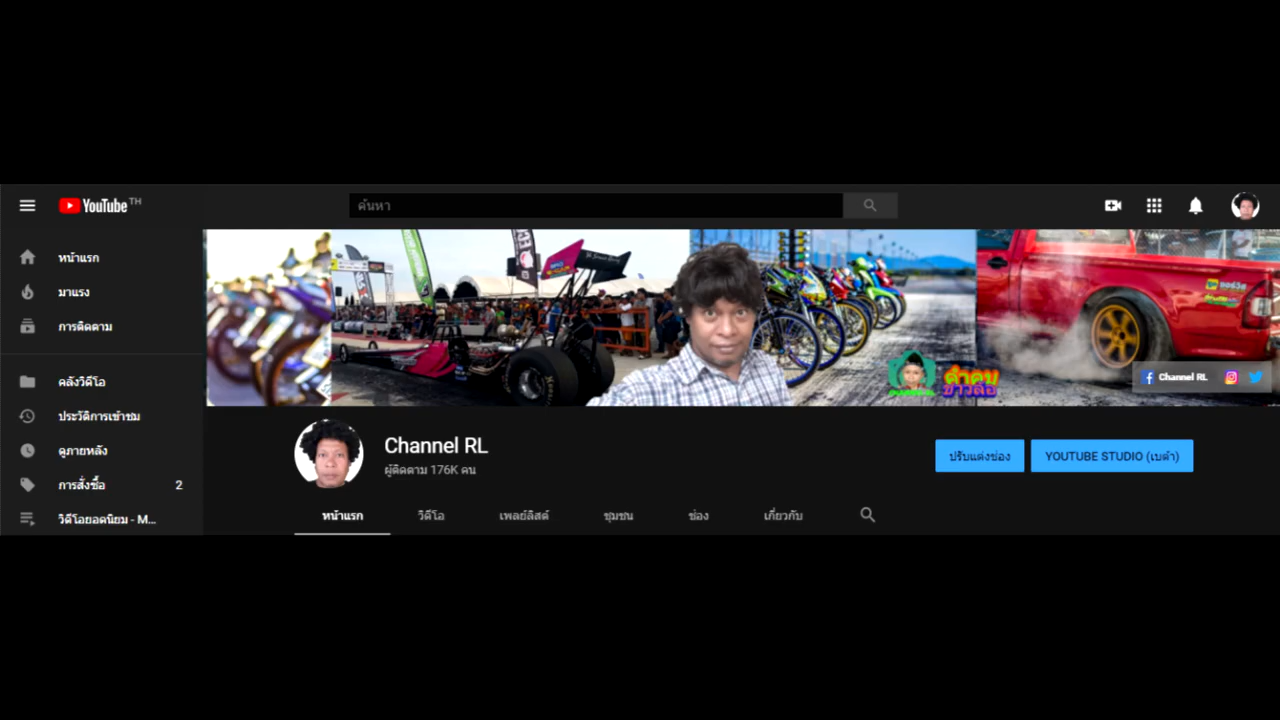 YouTube TH
ค้นหา
หน้าแรก
มาแรง
การติดตาม
คลังวิดีโอ
ประวัติการเข้าชม
ดูภายหลัง
การสั่งซื้อ 2
วิดีโอยอดนิยม - M...
Channel RL
Channel RL
ผู้ติดตาม 176K คน
ปรับแต่งช่อง
YOUTUBE STUDIO (เบต้า)
หน้าแรก
วิดีโอ
เพลย์ลิสต์
ชุมชน
ช่อง
เกี่ยวกับ